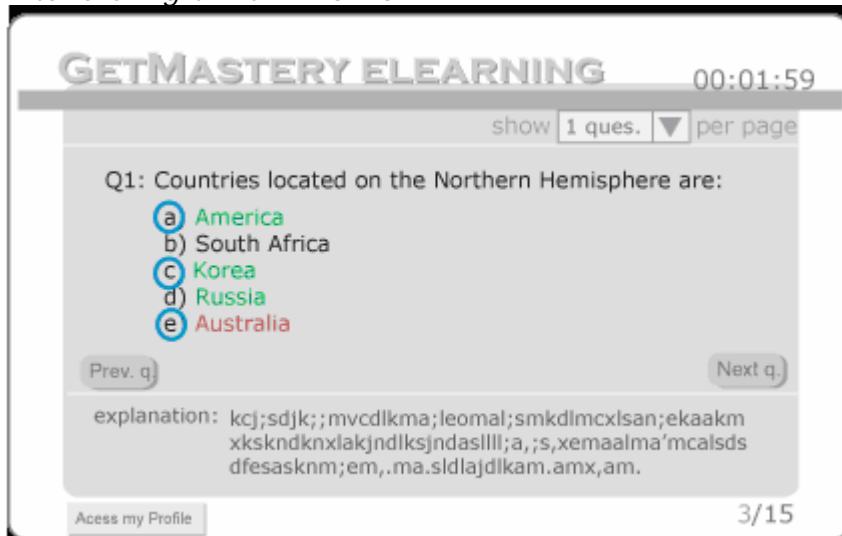 GETMASTERY ELEARNING
00:01:59
show 1 ques. per page
Q1: Countries located on the Northern Hemisphere are:
a) America
b) South Africa
c) Korea
d) Russia
e) Australia
Prev. q.
Next q.
explanation: kcj;sdjk;;mvcdlkma;leomal;smkdlmcxlsan;ekaakm
xkskndknxlakjndlksjndasllll;a,;s,xemaalma'mcalsds
dfesasknm;em,.ma.sldlajdlkam.amx,am.
Acess my Profile
3/15